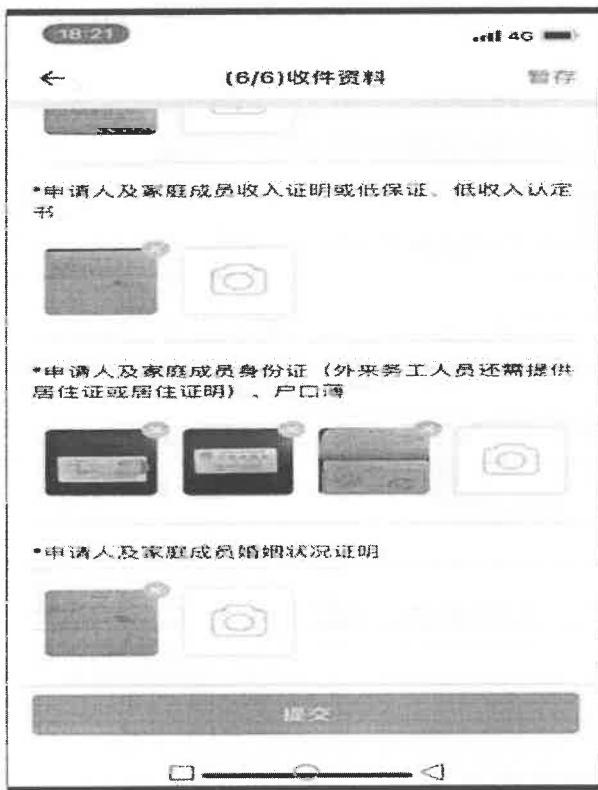 18:21
4G
(6/6)收件资料
暂存
*申请人及家庭成员收入证明或低保证、低收入认定
书
*申请人及家庭成员身份证（外来务工人员还需提供
居住证或居住证明）、户口薄
*申请人及家庭成员婚姻状况证明
提交